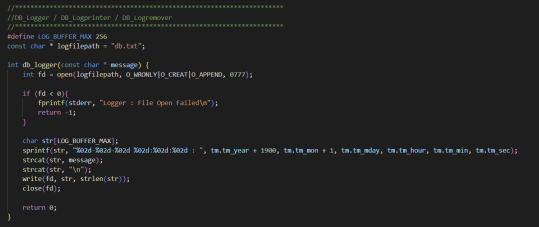 //******************************************************************
//DB_Logger / DB_Logprinter / DB_Logremover
//******************************************************************
#define LOG_BUFFER_MAX 256
const char * logfilepath = "db.txt";
int db_logger(const char * message) {
int fd = open(logfilepath, O_WRONLY|O_CREAT|O_APPEND, 0777);
if (fd < 0){
fprintf(stderr, "Logger : File Open Failed\n");
return -1;
}
char str[LOG_BUFFER_MAX];
sprintf(str, "%02d-%02d-%02d %02d:%02d:%02d : ", tm.tm_year + 1900, tm.tm_mon + 1, tm.tm_mday, tm.tm_hour, tm.tm_min, tm.tm_sec);
strcat(str, message);
strcat(str, "\n");
write(fd, str, strlen(str));
close(fd);
return 0;
}